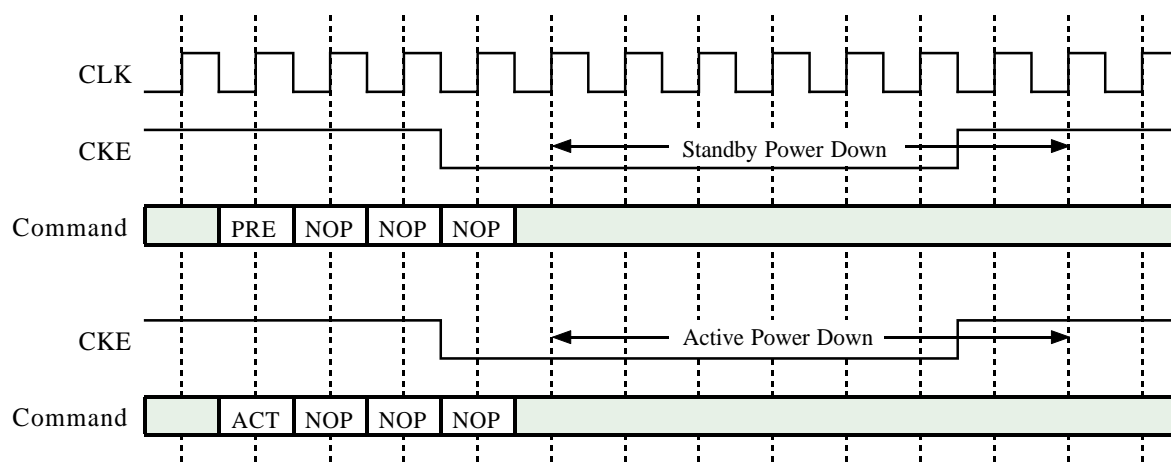 CLK
CKE Standby Power Down
Command PRE NOP NOP NOP
CKE Active Power Down
Command ACT NOP NOP NOP